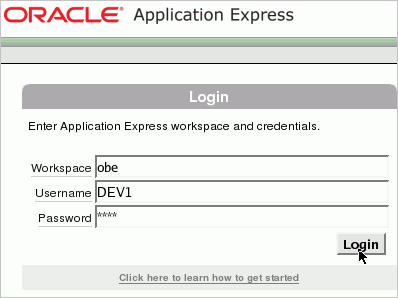 ORACLE® Application Express
Login
Enter Application Express workspace and credentials.
Workspace obe
Username DEV1
Password ****
Login
Click here to learn how to get started